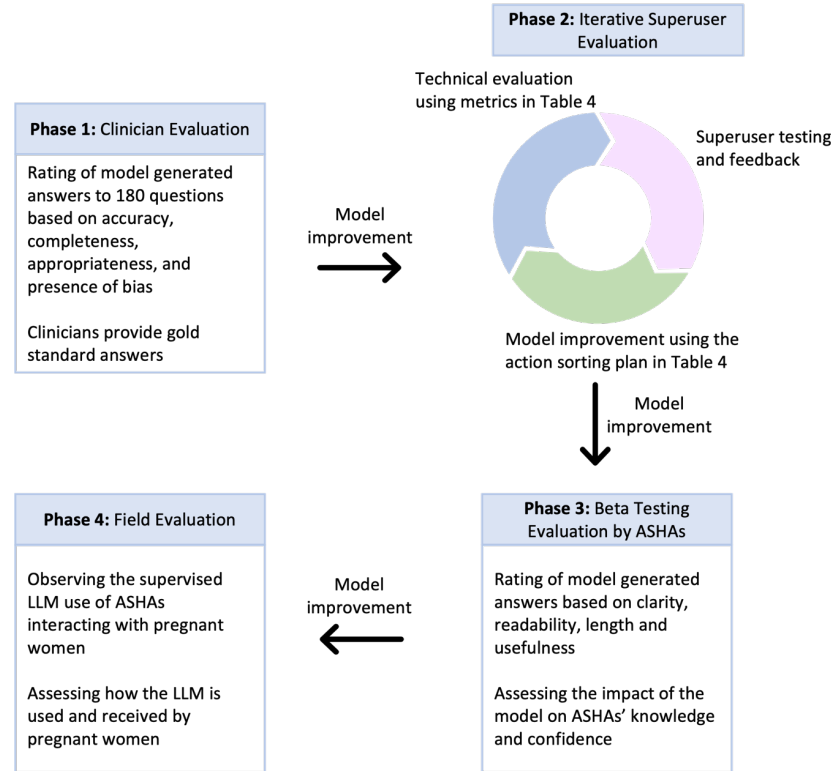 Phase 1: Clinician Evaluation
Rating of model generated
answers to 180 questions
based on accuracy,
completeness,
appropriateness, and
presence of bias
Clinicians provide gold
standard answers
Model
improvement
Phase 2: Iterative Superuser
Evaluation
Technical evaluation
using metrics in Table 4
Superuser testing
and feedback
Model improvement using the
action sorting plan in Table 4
Model
improvement
Phase 3: Beta Testing
Evaluation by ASHAs
Rating of model generated
answers based on clarity,
readability, length and
usefulness
Assessing the impact of the
model on ASHAs’ knowledge
and confidence
Model
improvement
Phase 4: Field Evaluation
Observing the supervised
LLM use of ASHAs
interacting with pregnant
women
Assessing how the LLM is
used and received by
pregnant women